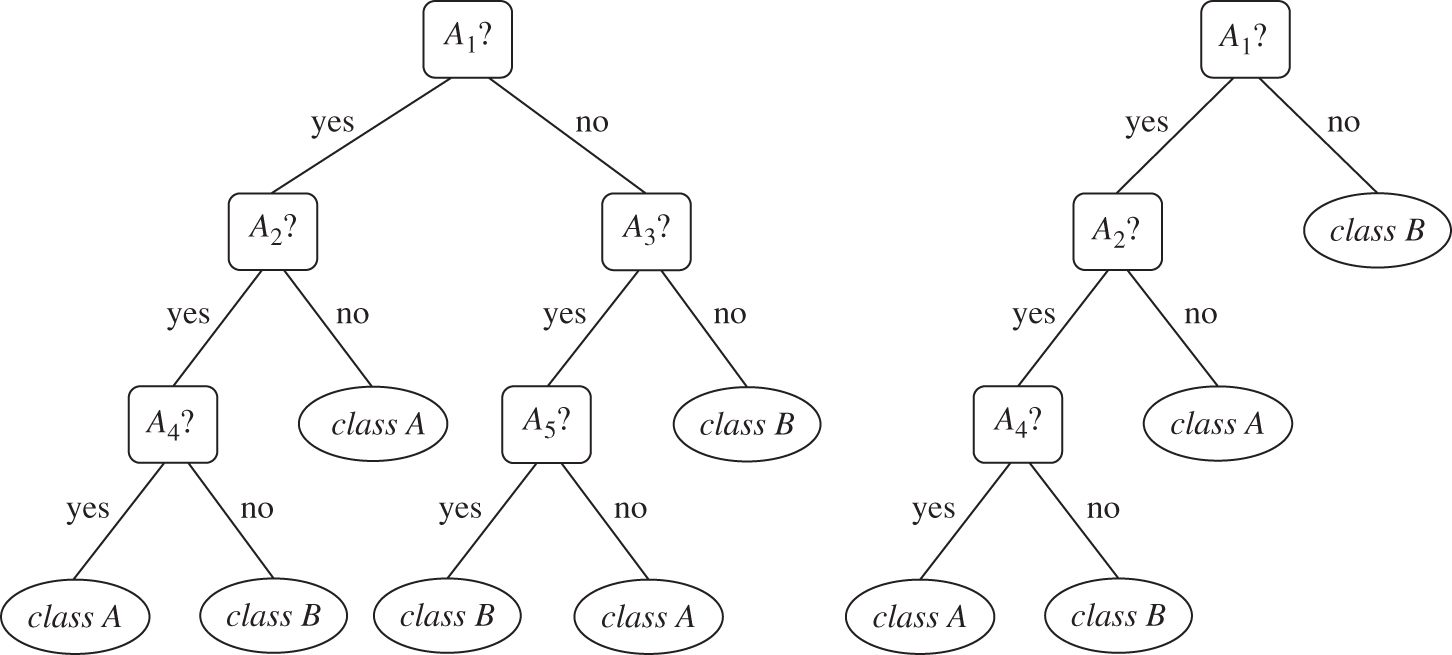 A₁?
A₁?
yes
no
yes
no
A₂?
A₃?
A₂?
class B
yes
no
yes
no
yes
no
A₄?
class A
A₅?
class B
A₄?
class A
yes
no
yes
no
yes
no
class A
class B
class B
class A
class A
class B